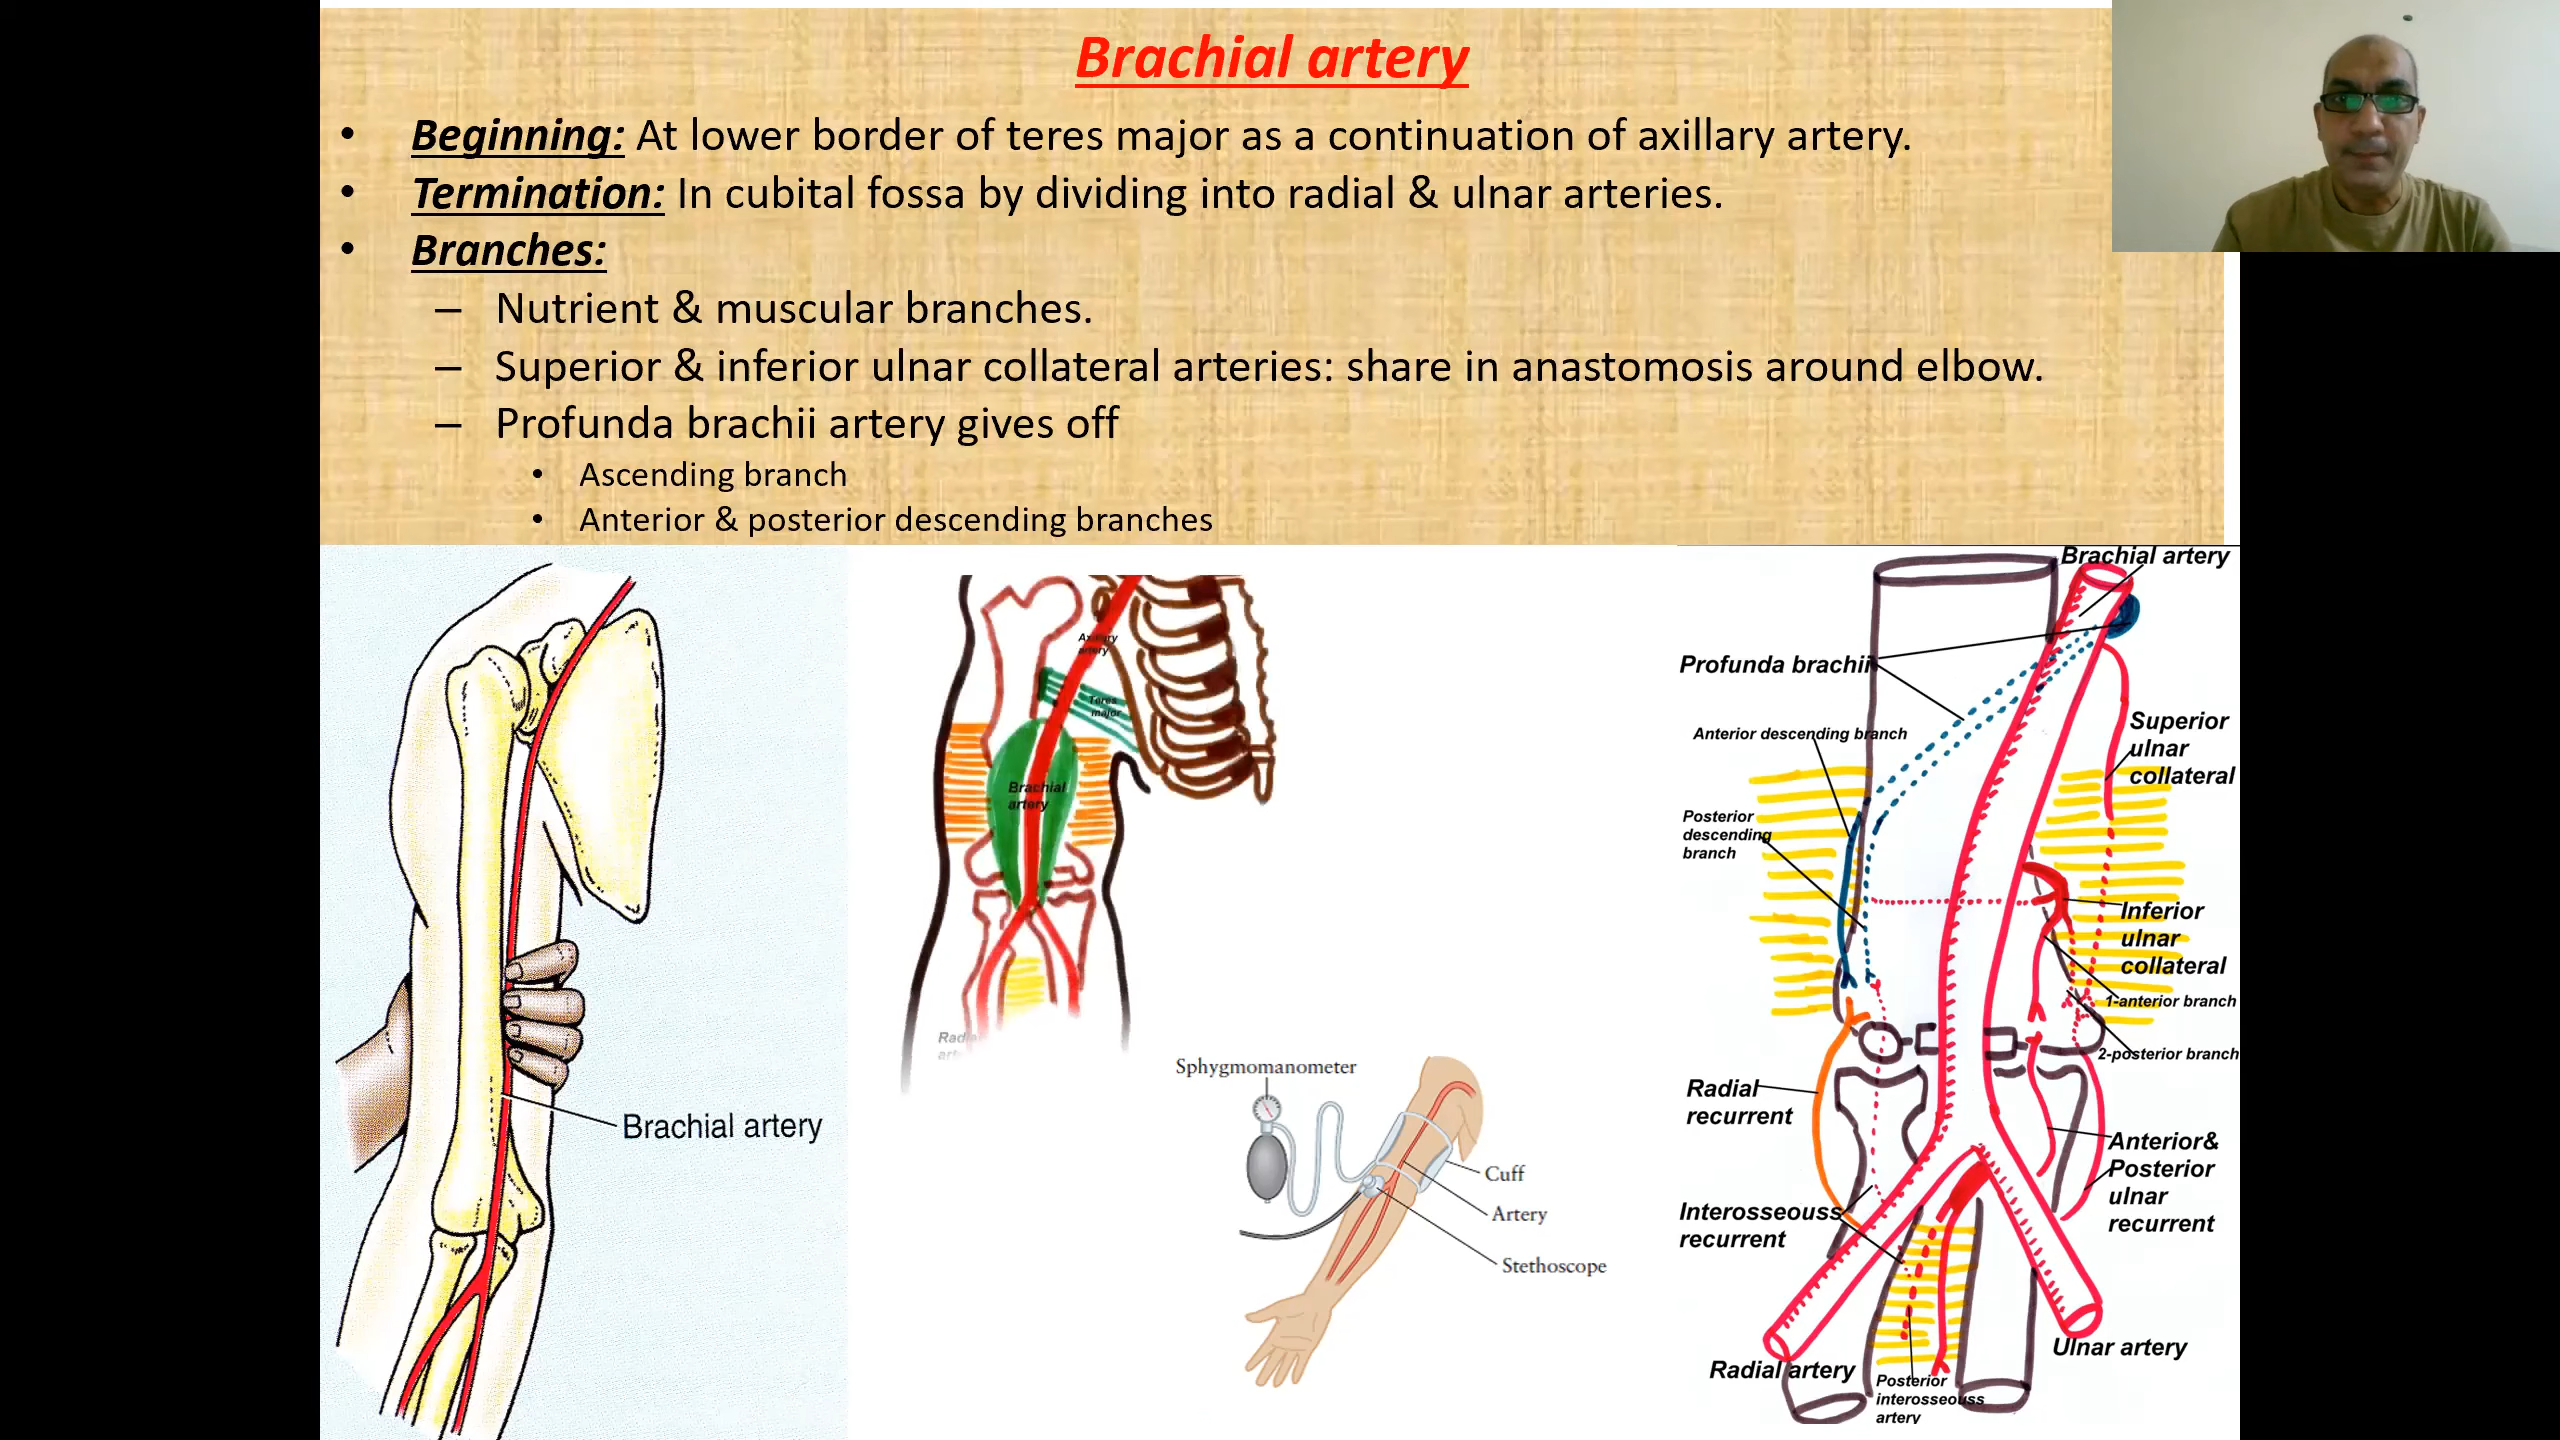 Brachial artery
• Beginning: At lower border of teres major as a continuation of axillary artery.
• Termination: In cubital fossa by dividing into radial & ulnar arteries.
• Branches:
– Nutrient & muscular branches.
– Superior & inferior ulnar collateral arteries: share in anastomosis around elbow.
– Profunda brachii artery gives off
• Ascending branch
• Anterior & posterior descending branches
Brachial artery
Axillary
artery
Teres
major
Brachial
artery
Sphygmomanometer
Cuff
Artery
Stethoscope
Brachial artery
Profunda brachii
Anterior descending branch
Posterior
descending
branch
Superior
ulnar
collateral
Inferior
ulnar
collateral
1-anterior branch
2-posterior branch
Radial
recurrent
Interosseouss
recurrent
Anterior&
Posterior
ulnar
recurrent
Radial artery
Posterior
interosseouss
artery
Ulnar artery